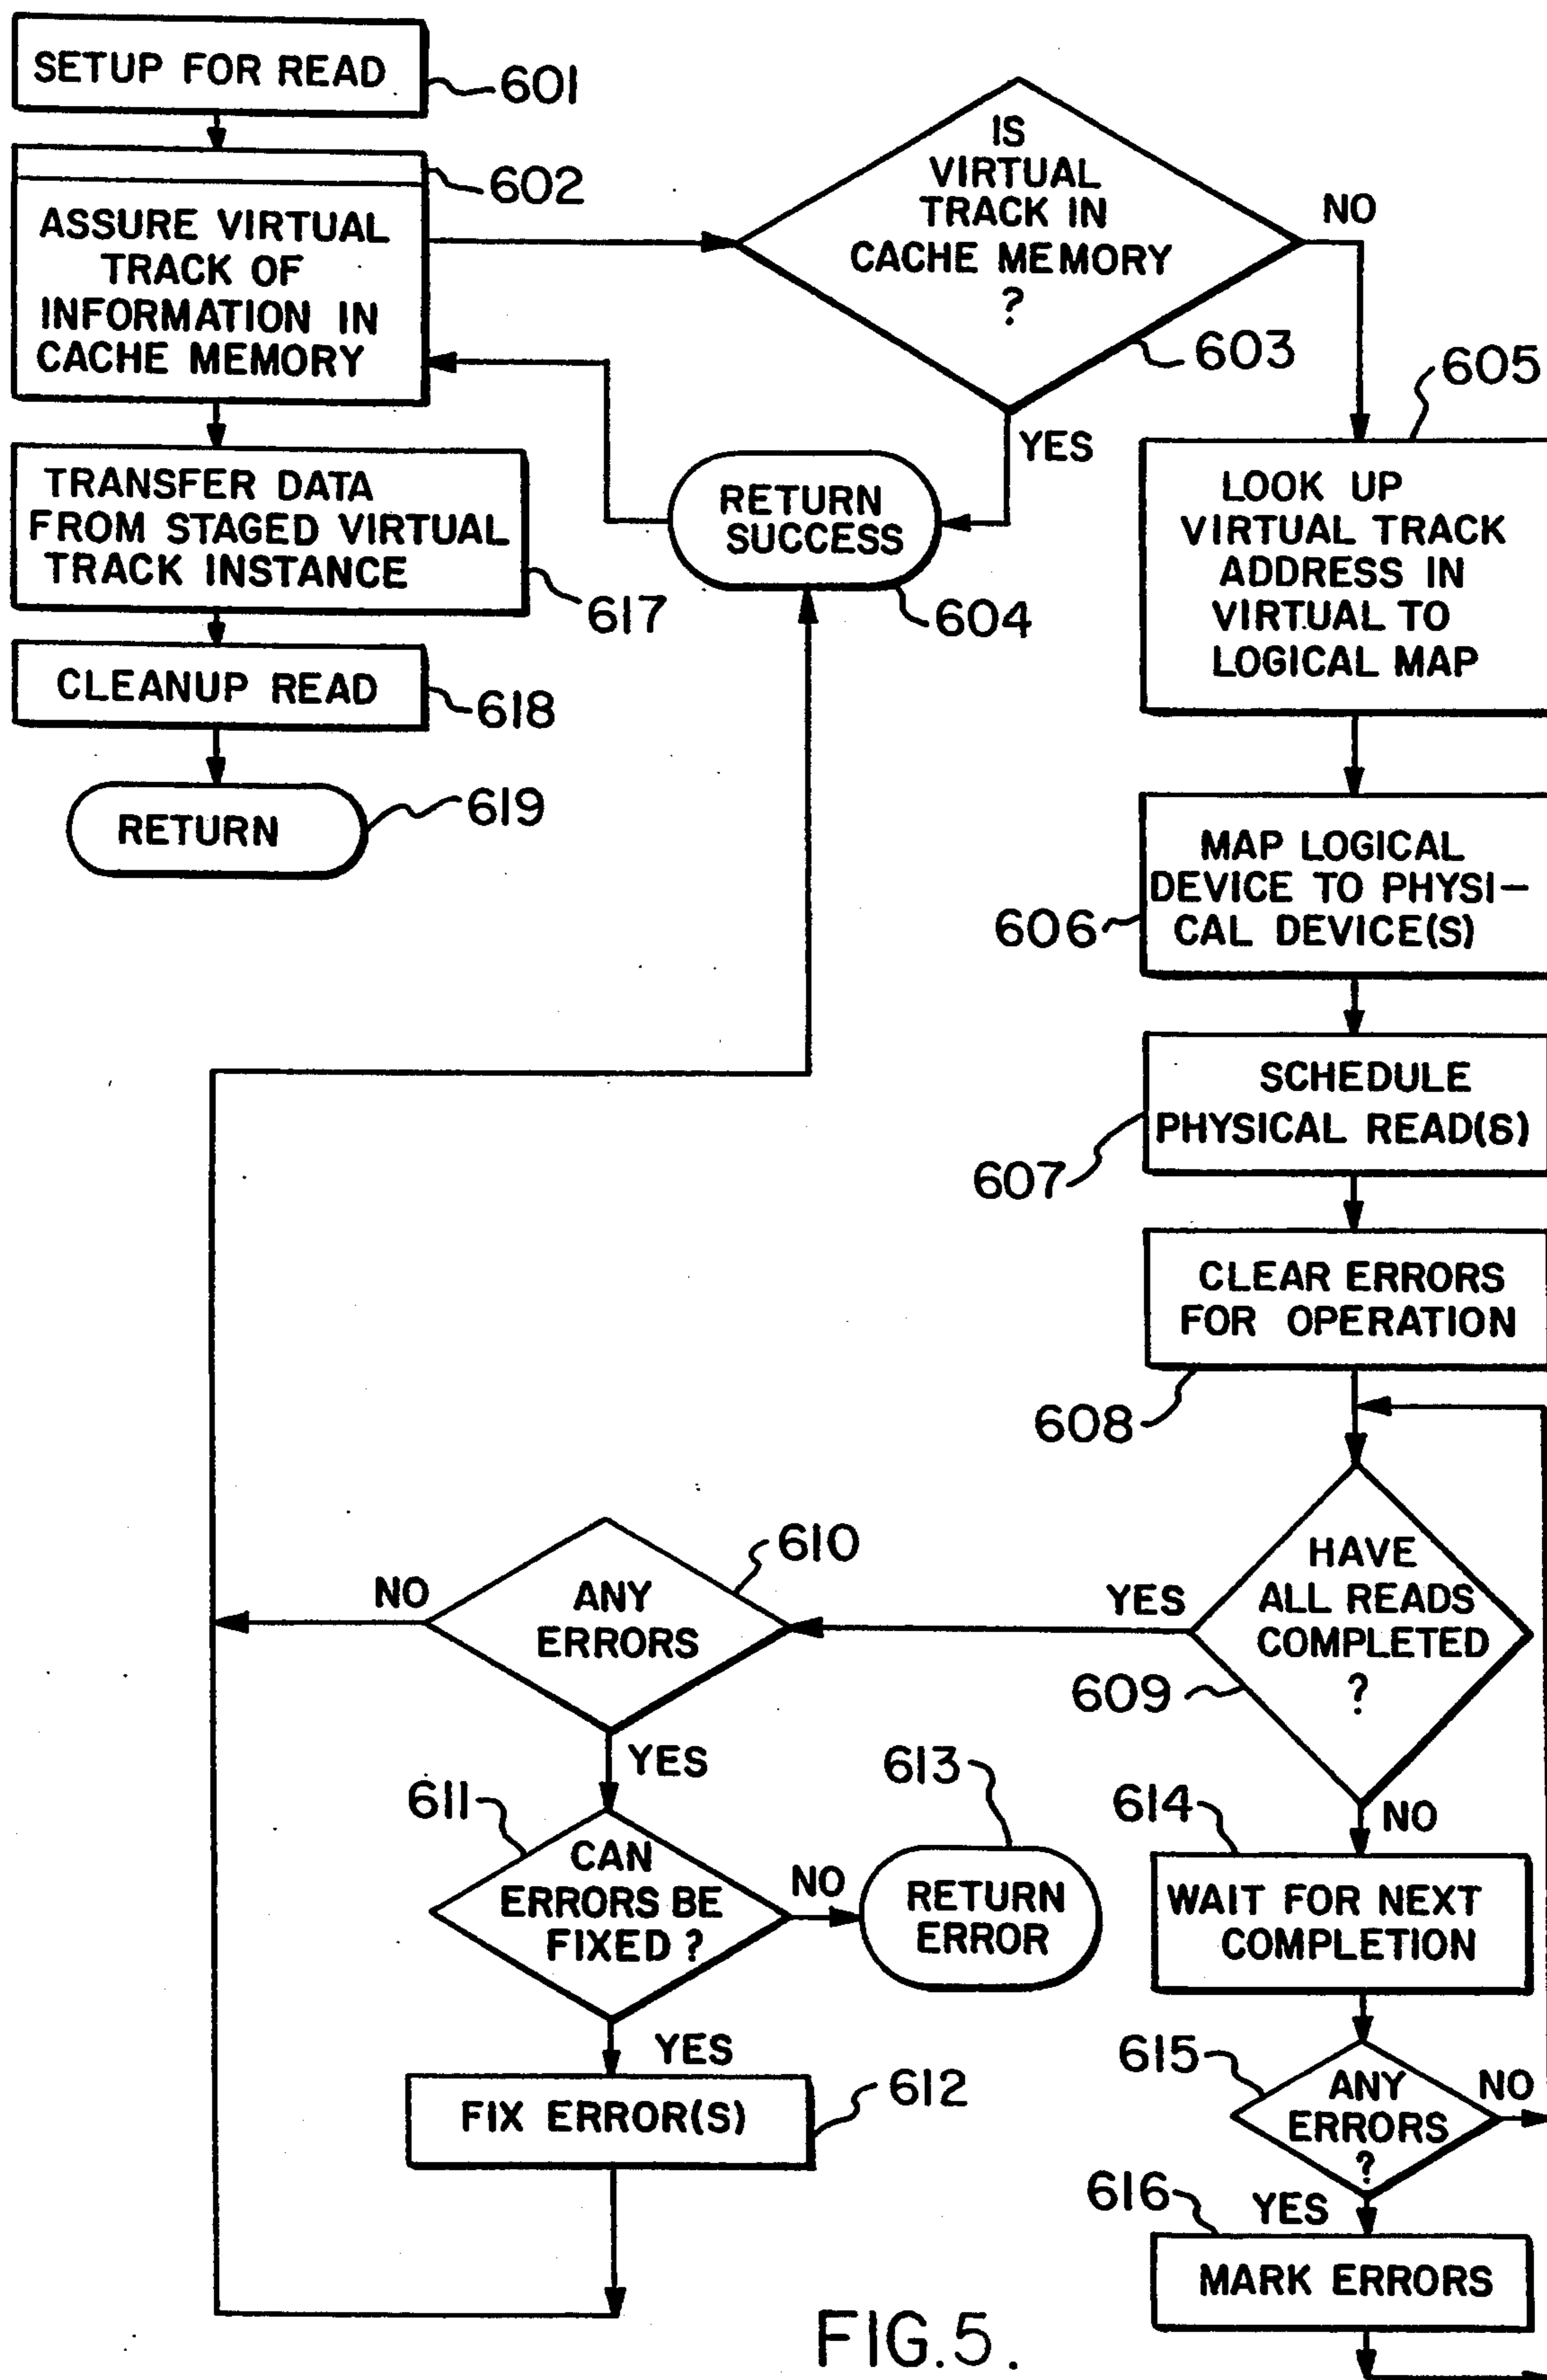 SETUP FOR READ
601
602
ASSURE VIRTUAL
TRACK OF
INFORMATION IN
CACHE MEMORY
TRANSFER DATA
FROM STAGED VIRTUAL
TRACK INSTANCE
617
CLEANUP READ
618
RETURN
619
IS
VIRTUAL
TRACK IN
CACHE MEMORY
?
603
NO
YES
RETURN
SUCCESS
604
605
LOOK UP
VIRTUAL TRACK
ADDRESS IN
VIRTUAL TO
LOGICAL MAP
MAP LOGICAL
DEVICE TO PHYSI-
CAL DEVICE(S)
606
SCHEDULE
PHYSICAL READ(S)
607
CLEAR ERRORS
FOR OPERATION
608
HAVE
ALL READS
COMPLETED
?
609
YES
NO
610
ANY
ERRORS
NO
YES
611
CAN
ERRORS BE
FIXED ?
NO
613
RETURN
ERROR
YES
FIX ERROR(S)
612
614
WAIT FOR NEXT
COMPLETION
615
ANY
ERRORS
?
NO
YES
616
MARK ERRORS
FIG.5.